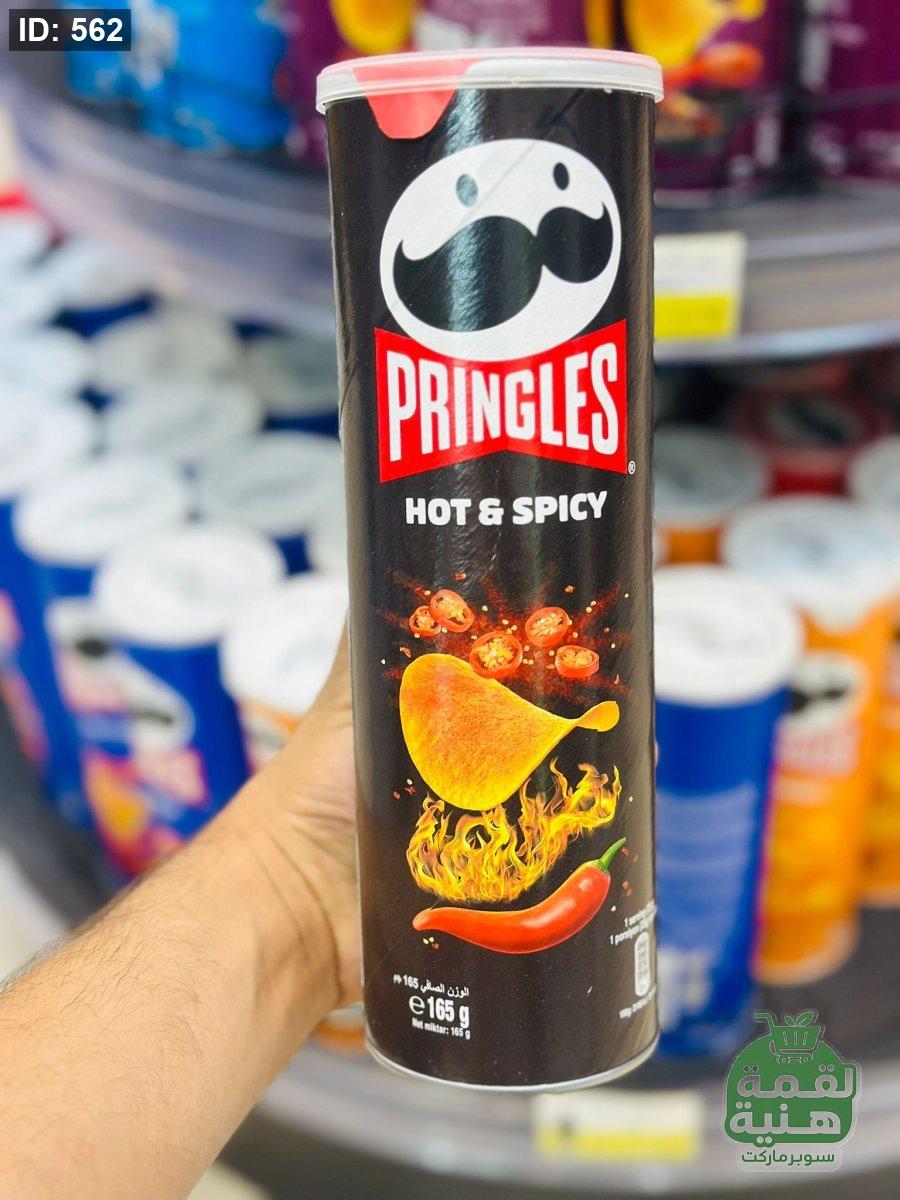 ID: 562
PRINGLES
®
HOT & SPICY
الوزن الصافي 165 جم
e 165 g
Net miktar: 165 g
لقمة
هنية
سوبرماركت